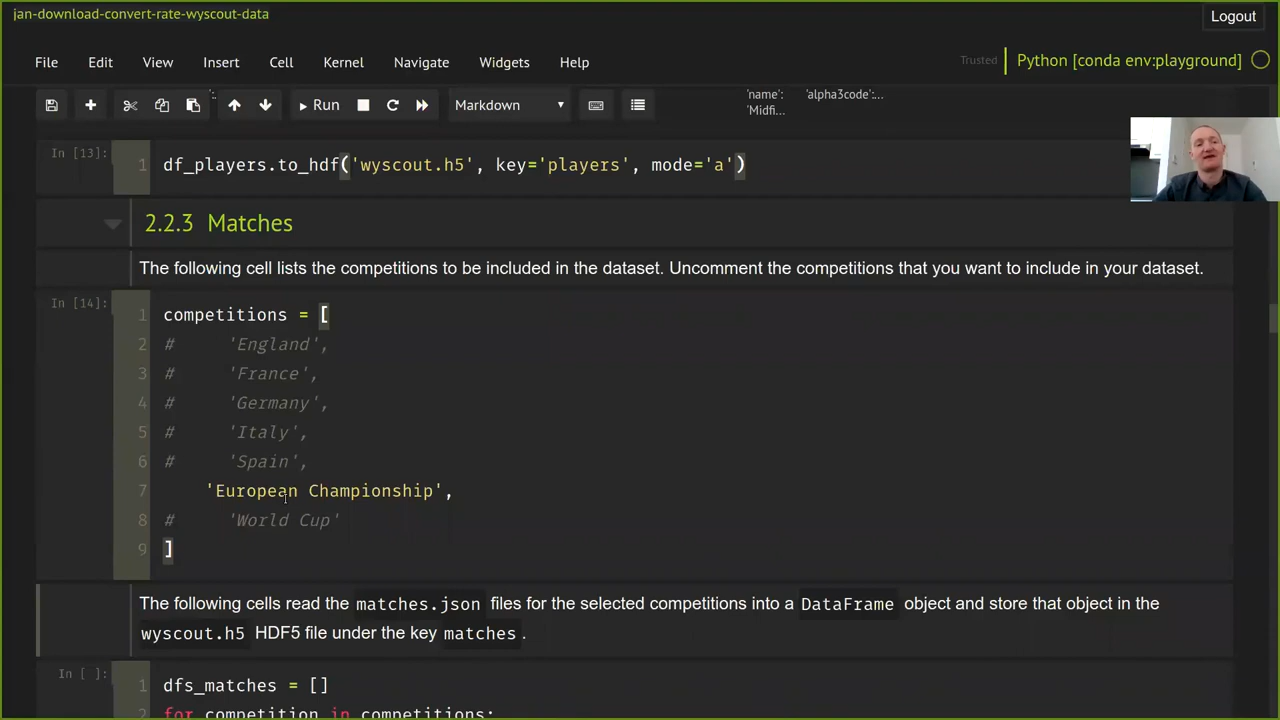 jan-download-convert-rate-wyscout-data
Logout
File Edit View Insert Cell Kernel Navigate Widgets Help
Trusted
Python [conda env:playground]
Run
Markdown
'name': 'alpha3code':...
'Midfi...
In [13]:
1 df_players.to_hdf('wyscout.h5', key='players', mode='a')
2.2.3 Matches
The following cell lists the competitions to be included in the dataset. Uncomment the competitions that you want to include in your dataset.
In [14]:
1 competitions = [
2 # 'England',
3 # 'France',
4 # 'Germany',
5 # 'Italy',
6 # 'Spain',
7 'European Championship',
8 # 'World Cup'
9 ]
The following cells read the matches.json files for the selected competitions into a DataFrame object and store that object in the
wyscout.h5 HDF5 file under the key matches.
In [ ]:
1 dfs_matches = []
2 for competition in competitions: